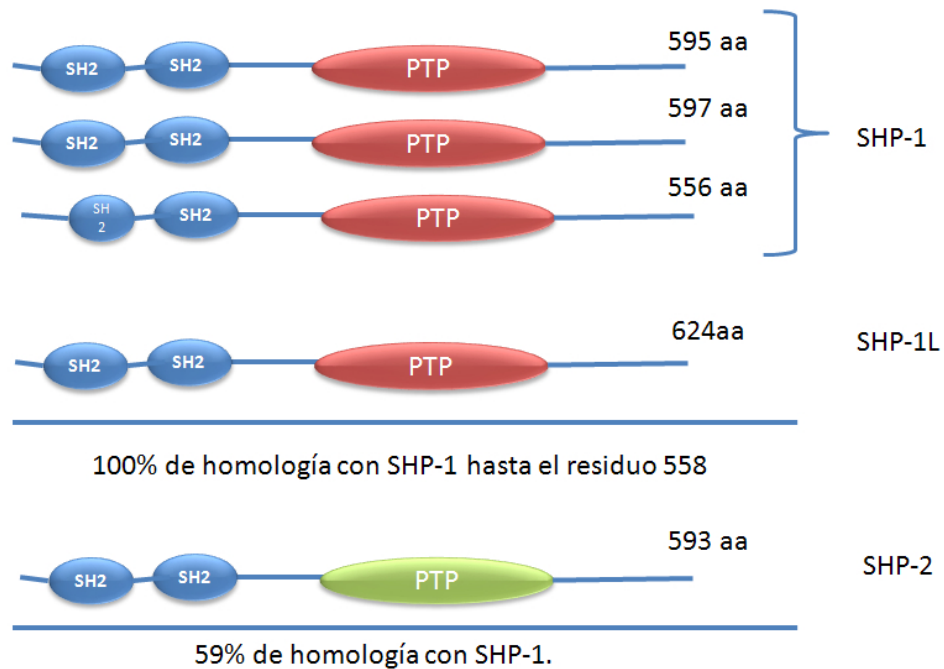 595 aa
SH2 SH2 PTP
597 aa
SHP-1
SH2 SH2 PTP
556 aa
SH
2
SH2 PTP
624aa
SHP-1L
SH2 SH2 PTP
100% de homología con SHP-1 hasta el residuo 558
593 aa
SHP-2
SH2 SH2 PTP
59% de homología con SHP-1.